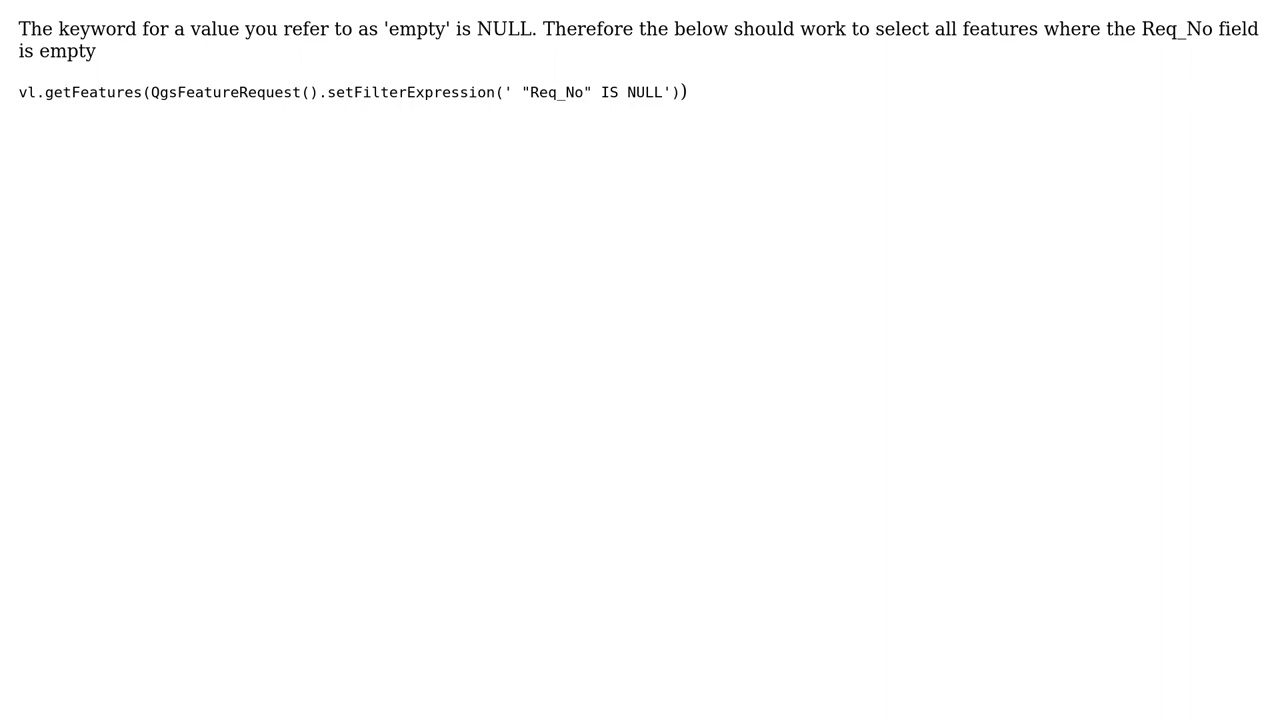 The keyword for a value you refer to as 'empty' is NULL. Therefore the below should work to select all features where the Req_No field
is empty
vl.getFeatures(QgsFeatureRequest().setFilterExpression(' "Req_No" IS NULL'))